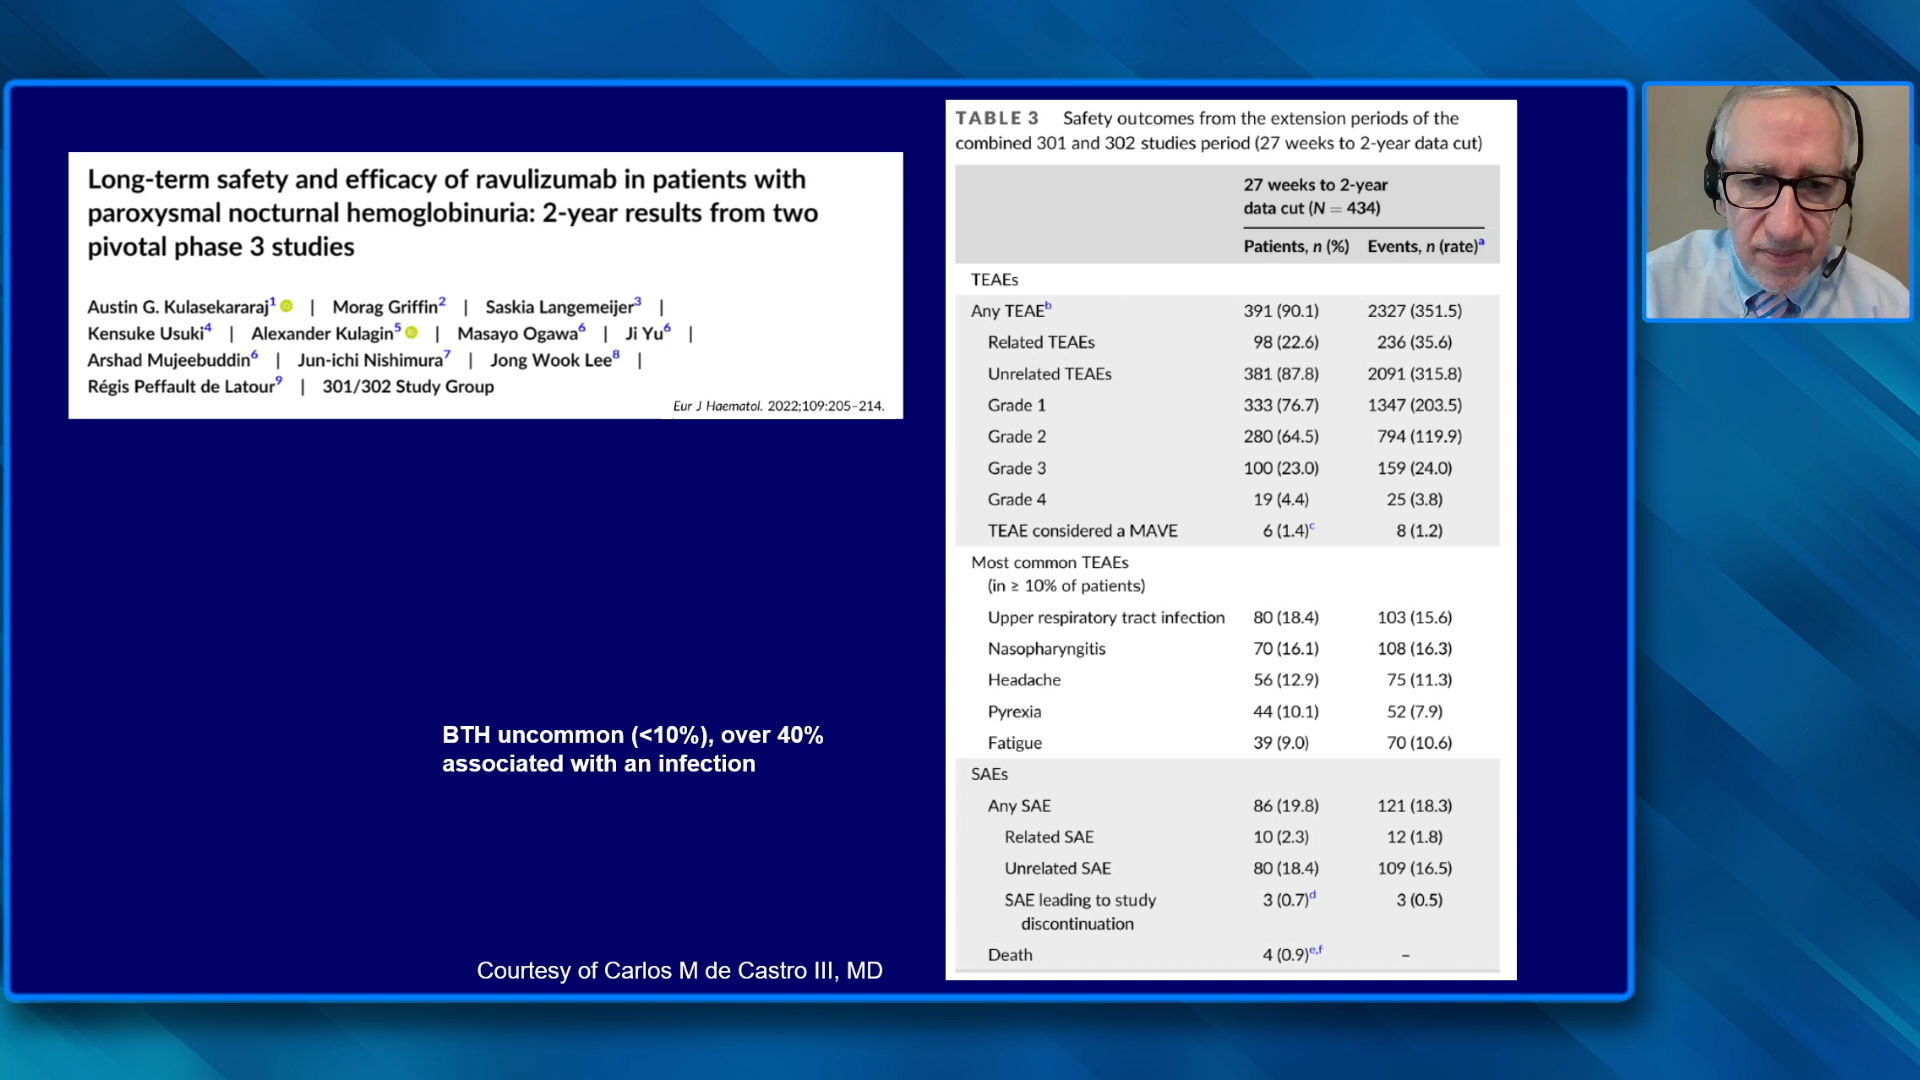 Long-term safety and efficacy of ravulizumab in patients with
paroxysmal nocturnal hemoglobinuria: 2-year results from two
pivotal phase 3 studies
Austin G. Kulasekararaj1 iD | Morag Griffin2 | Saskia Langemeijer3 |
Kensuke Usuki4 | Alexander Kulagin5 iD | Masayo Ogawa6 | Ji Yu6 |
Arshad Mujeebuddin6 | Jun-ichi Nishimura7 | Jong Wook Lee8 |
Régis Peffault de Latour9 | 301/302 Study Group
Eur J Haematol. 2022;109:205–214.
BTH uncommon (<10%), over 40%
associated with an infection
Courtesy of Carlos M de Castro III, MD
TABLE 3 Safety outcomes from the extension periods of the
combined 301 and 302 studies period (27 weeks to 2-year data cut)
27 weeks to 2-year
data cut (N = 434)
Patients, n (%) Events, n (rate)a
TEAEs
Any TEAEb 391 (90.1) 2327 (351.5)
Related TEAEs 98 (22.6) 236 (35.6)
Unrelated TEAEs 381 (87.8) 2091 (315.8)
Grade 1 333 (76.7) 1347 (203.5)
Grade 2 280 (64.5) 794 (119.9)
Grade 3 100 (23.0) 159 (24.0)
Grade 4 19 (4.4) 25 (3.8)
TEAE considered a MAVE 6 (1.4)c 8 (1.2)
Most common TEAEs
(in ≥ 10% of patients)
Upper respiratory tract infection 80 (18.4) 103 (15.6)
Nasopharyngitis 70 (16.1) 108 (16.3)
Headache 56 (12.9) 75 (11.3)
Pyrexia 44 (10.1) 52 (7.9)
Fatigue 39 (9.0) 70 (10.6)
SAEs
Any SAE 86 (19.8) 121 (18.3)
Related SAE 10 (2.3) 12 (1.8)
Unrelated SAE 80 (18.4) 109 (16.5)
SAE leading to study 3 (0.7)d 3 (0.5)
discontinuation
Death 4 (0.9)e,f –